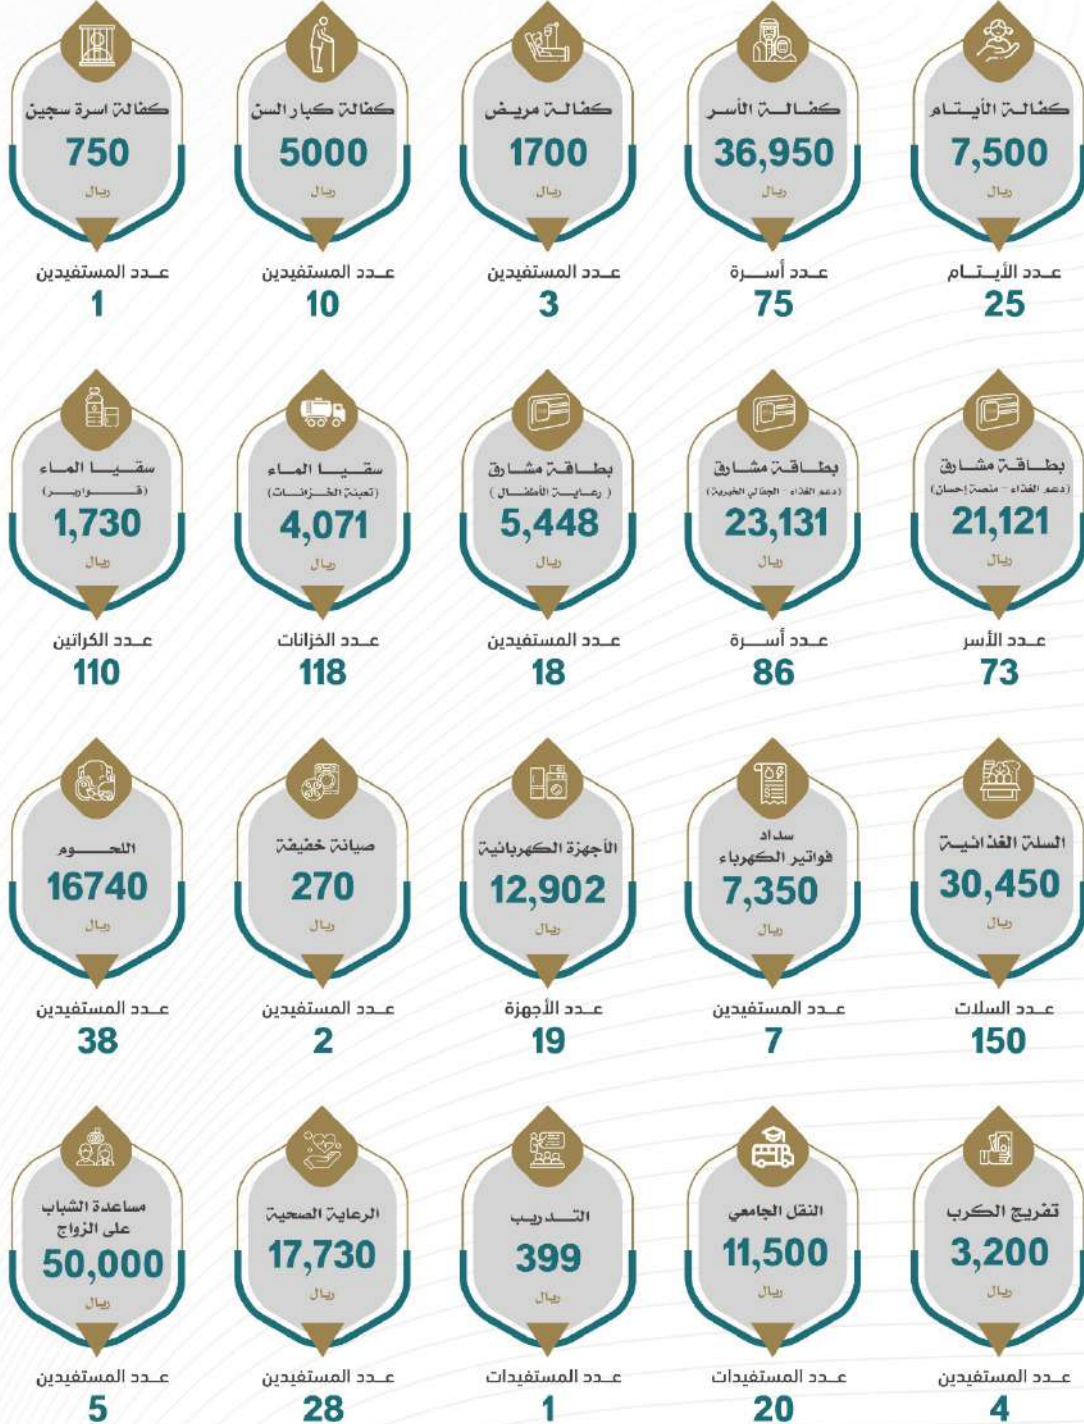 كفالة الأيتام
7,500
ريال
عدد الأيتام
25
كفالة الأسر
36,950
ريال
عدد أسرة
75
كفالة مريض
1700
ريال
عدد المستفيدين
3
كفالة كبار السن
5000
ريال
عدد المستفيدين
10
كفالة اسرة سجين
750
ريال
عدد المستفيدين
1
بطاقة مشارق
(دعم الغذاء - منصة إحسان)
21,121
ريال
عدد الأسر
73
بطاقة مشارق
(دعم الغذاء - الجفالي الخيرية)
23,131
ريال
عدد أسرة
86
بطاقة مشارق
(رعاية الأطفال)
5,448
ريال
عدد المستفيدين
18
سقيا الماء
(تعبئة الخزانات)
4,071
ريال
عدد الخزانات
118
سقيا الماء
(قوارير)
1,730
ريال
عدد الكراتين
110
السلة الغذائية
30,450
ريال
عدد السلات
150
سداد
فواتير الكهرباء
7,350
ريال
عدد المستفيدين
7
الأجهزة الكهربائية
12,902
ريال
عدد الأجهزة
19
صيانة خفيفة
270
ريال
عدد المستفيدين
2
اللحوم
16740
ريال
عدد المستفيدين
38
تفريج الكرب
3,200
ريال
عدد المستفيدين
4
النقل الجامعي
11,500
ريال
عدد المستفيدات
20
التدريب
399
ريال
عدد المستفيدات
1
الرعاية الصحية
17,730
ريال
عدد المستفيدين
28
مساعدة الشباب
على الزواج
50,000
ريال
عدد المستفيدين
5